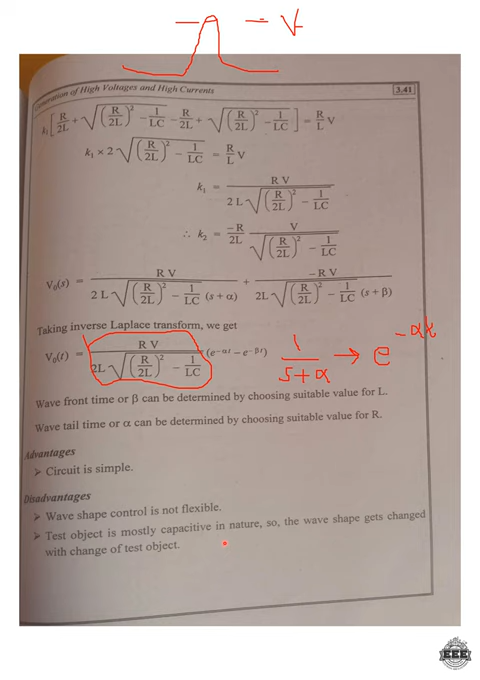 V
Generation of High Voltages and High Currents 3.41
k₁ [ R/2L + √((R/2L)² − 1/LC) − R/2L + √((R/2L)² − 1/LC) ] = R/L V
k₁ × 2 √((R/2L)² − 1/LC) = R/L V
k₁ = R V / (2 L √((R/2L)² − 1/LC))
∴ k₂ = −R/2L V / √((R/2L)² − 1/LC)
V₀(s) = R V / (2 L √((R/2L)² − 1/LC) (s + α)) + −R V / (2L √((R/2L)² − 1/LC) (s + β))
Taking inverse Laplace transform, we get
V₀(t) = R V / (2L √((R/2L)² − 1/LC)) (e^−αt − e^−βt) 1/(s+α) → e^−αt
Wave front time or β can be determined by choosing suitable value for L.
Wave tail time or α can be determined by choosing suitable value for R.
Advantages
➢ Circuit is simple.
Disadvantages
➢ Wave shape control is not flexible.
➢ Test object is mostly capacitive in nature, so, the wave shape gets changed
with change of test object.
EEE